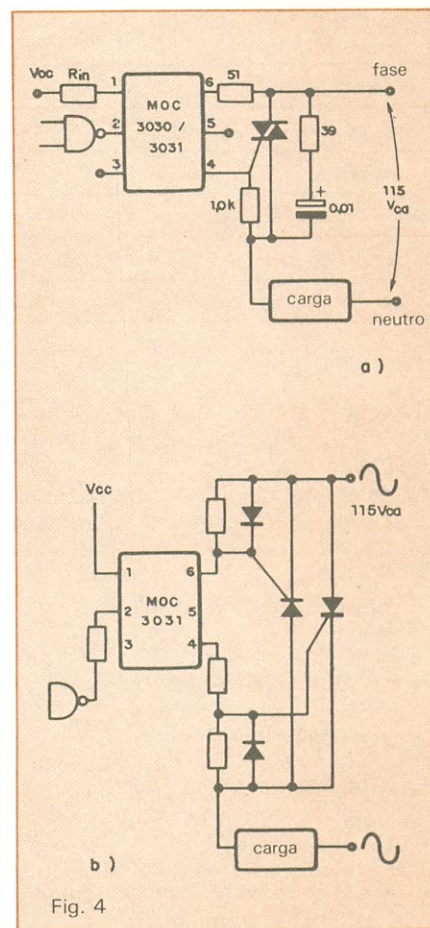 Vcc Rin 1 6 51 fase
MOC
3030 /
3031
2 5
3 4
39
1,0k
+
0,01
115
Vca
carga
neutro
a )
Vcc
115Vca
1 6
MOC
3031
2 5
3 4
carga
b )
Fig. 4